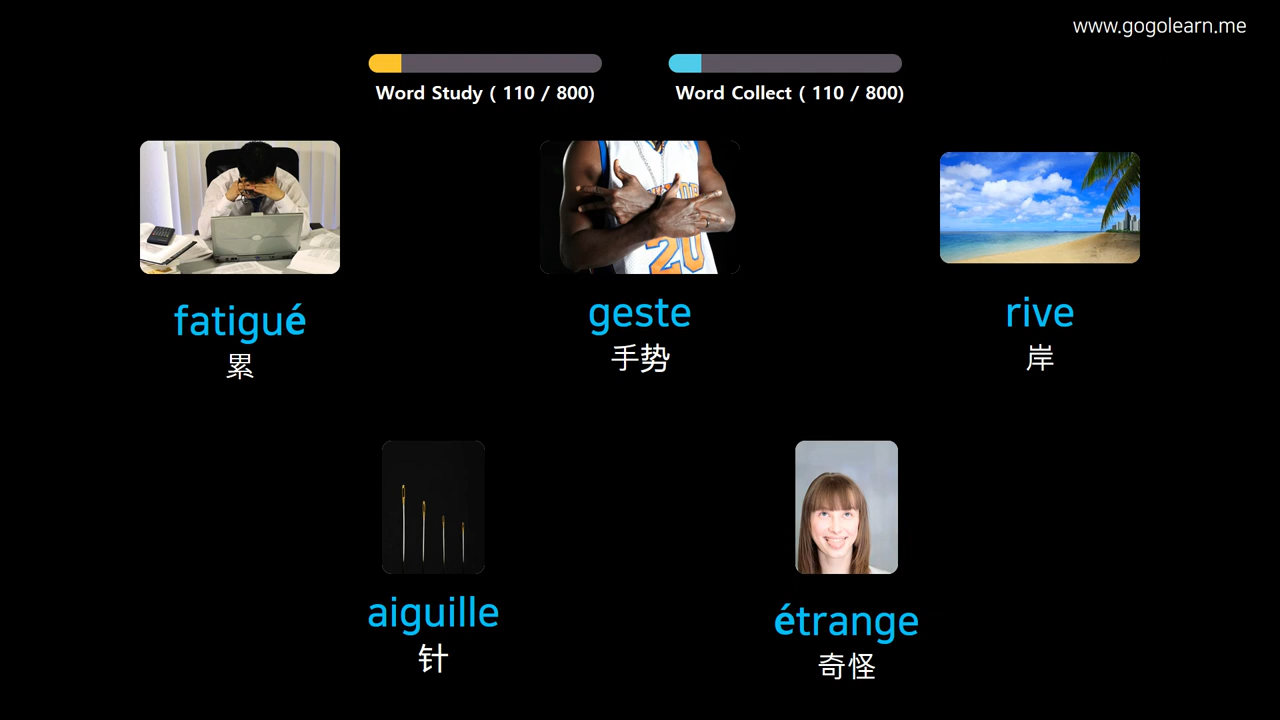 www.gogolearn.me
Word Study ( 110 / 800)
Word Collect ( 110 / 800)
fatigué
累
geste
手势
rive
岸
20
aiguille
针
étrange
奇怪